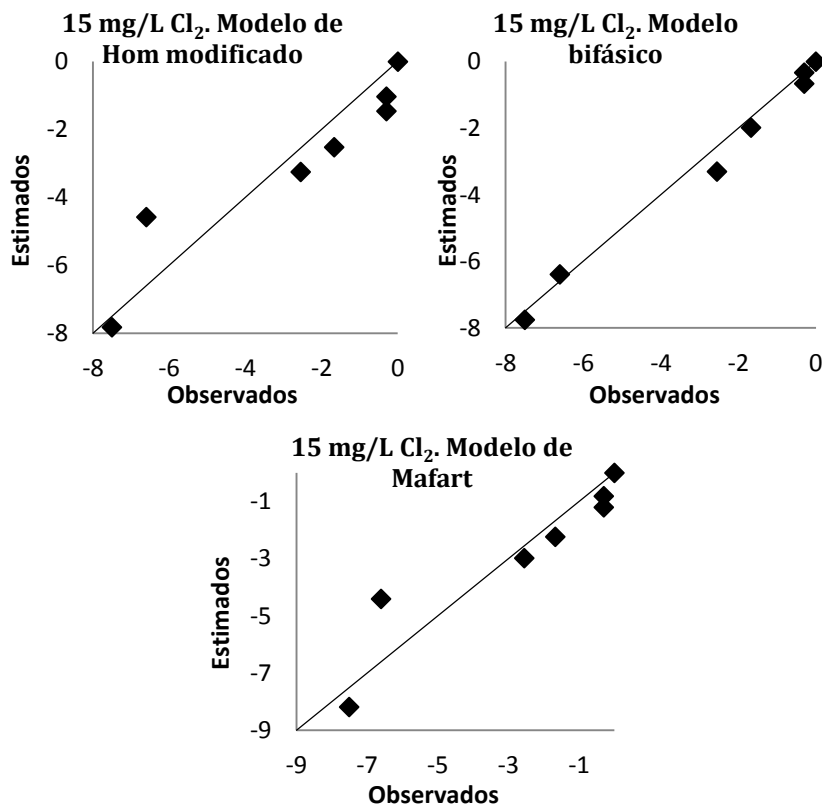 15 mg/L Cl₂. Modelo de
Hom modificado
0
-2
-4
-6
-8
Estimados
-8 -6 -4 -2 0
Observados
15 mg/L Cl₂. Modelo
bifásico
0
-2
-4
-6
-8
Estimados
-8 -6 -4 -2 0
Observados
15 mg/L Cl₂. Modelo de
Mafart
-1
-3
-5
-7
-9
Estimados
-9 -7 -5 -3 -1
Observados